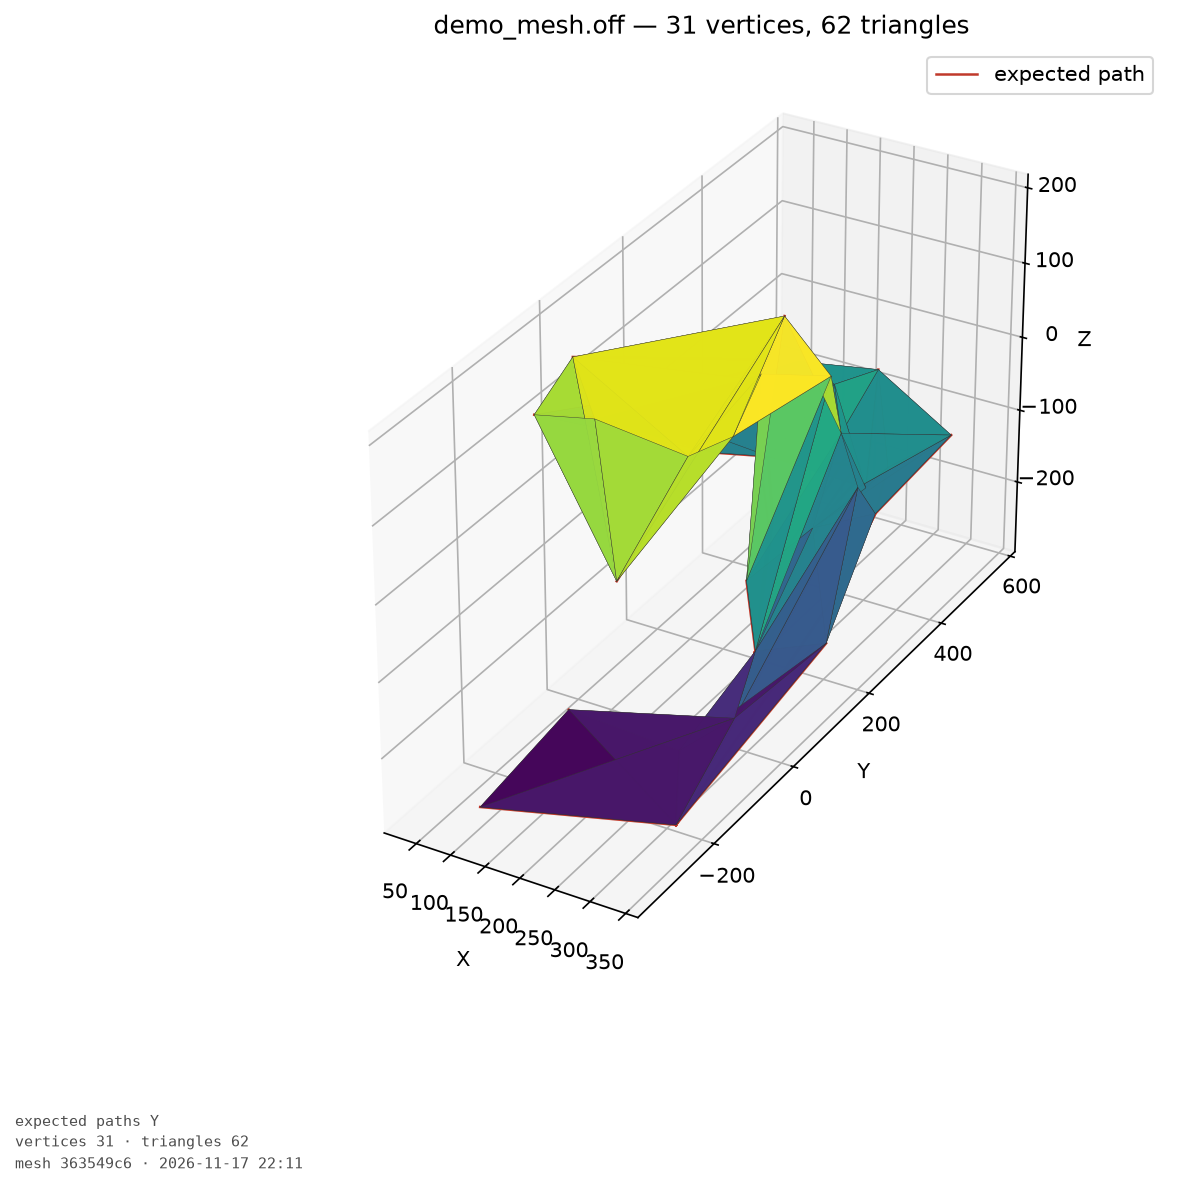 demo_mesh.off — 31 vertices, 62 triangles
expected path
200
100
0
Z
−100
−200
600
400
200
Y
0
−200
50
100
150
200
250
300
350
X
expected paths Y
vertices 31 · triangles 62
mesh 363549c6 · 2026-11-17 22:11